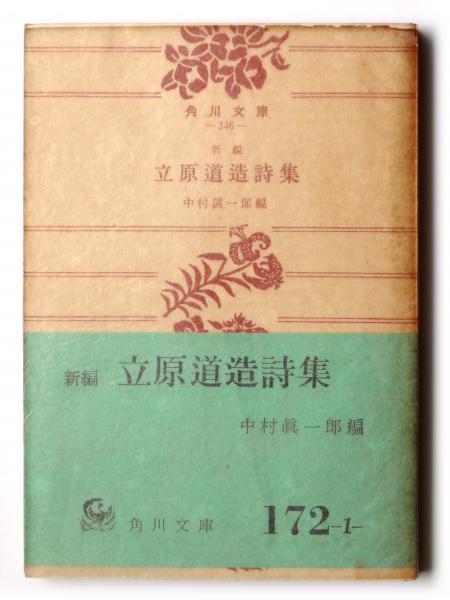 角川文庫
—346—
新編
立原道造詩集
中村眞一郎編
新編 立原道造詩集
中村眞一郎編
角川文庫 172—1—